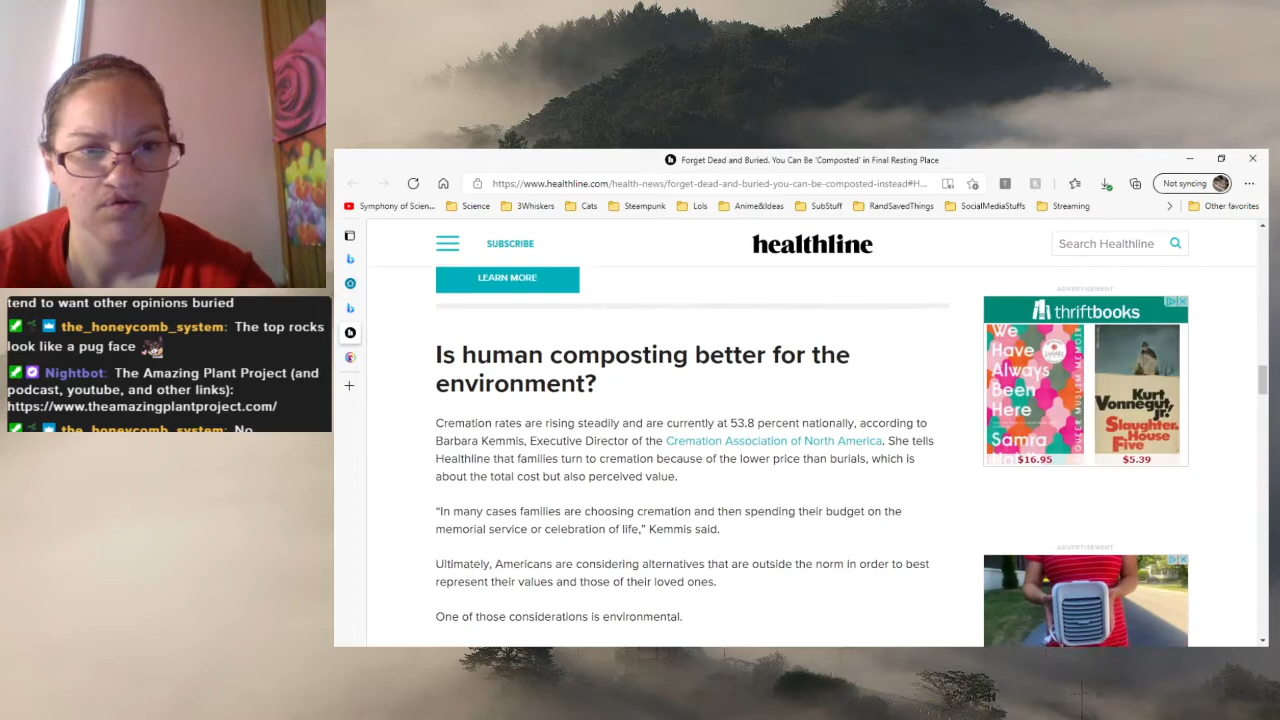 tend to want other opinions buried
the_honeycomb_system: The top rocks
look like a pug face
Nightbot: The Amazing Plant Project (and
podcast, youtube, and other links):
https://www.theamazingplantproject.com/
the_honeycomb_system: No
Forget Dead and Buried. You Can Be 'Composted' in Final Resting Place
https://www.healthline.com/health-news/forget-dead-and-buried-you-can-be-composted-instead#H...
Not syncing
Symphony of Scien... Science 3Whiskers Cats Steampunk Lols Anime&Ideas SubStuff RandSavedThings SocialMediaStuffs Streaming Other favorites
SUBSCRIBE
healthline
Search Healthline
LEARN MORE
Is human composting better for the
environment?
Cremation rates are rising steadily and are currently at 53.8 percent nationally, according to
Barbara Kemmis, Executive Director of the Cremation Association of North America. She tells
Healthline that families turn to cremation because of the lower price than burials, which is
about the total cost but also perceived value.
“In many cases families are choosing cremation and then spending their budget on the
memorial service or celebration of life,” Kemmis said.
Ultimately, Americans are considering alternatives that are outside the norm in order to best
represent their values and those of their loved ones.
One of those considerations is environmental.
ADVERTISEMENT
thriftbooks
We
Have
Always
Been
Here
Samra
QUEER MUSLIM MEMOIR
$16.95
Kurt
Vonnegut,
Jr.
Slaughter-
House
Five
$5.39
ADVERTISEMENT